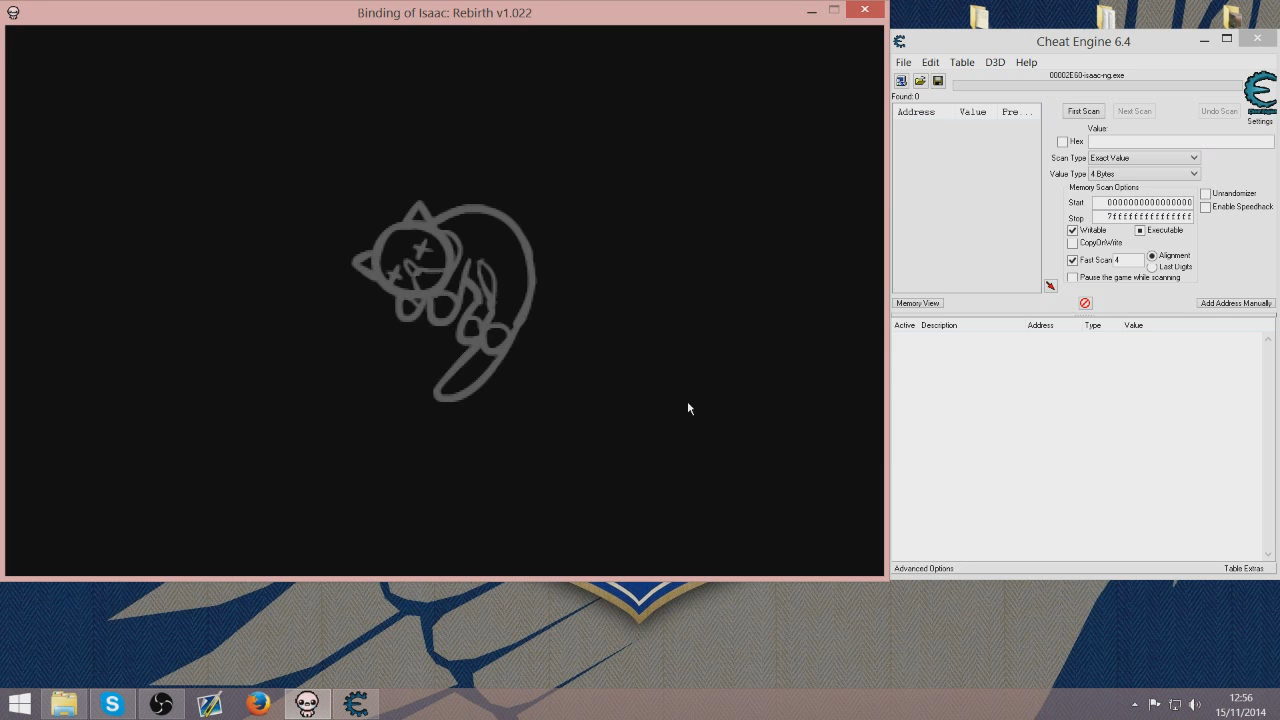 Binding of Isaac: Rebirth v1.022
Cheat Engine 6.4
File Edit Table D3D Help
00002E60-isaac-ng.exe
Found: 0
Address Value Pre...
First Scan Next Scan Undo Scan
Settings
Value:
Hex
Scan Type Exact Value
Value Type 4 Bytes
Memory Scan Options
Unrandomizer
Start 0000000000000000
Enable Speedhack
Stop 7fffffffffffffff
Writable Executable
CopyOnWrite
Fast Scan 4 Alignment
Last Digits
Pause the game while scanning
Memory View Add Address Manually
Active Description Address Type Value
Advanced Options Table Extras
12:56
15/11/2014